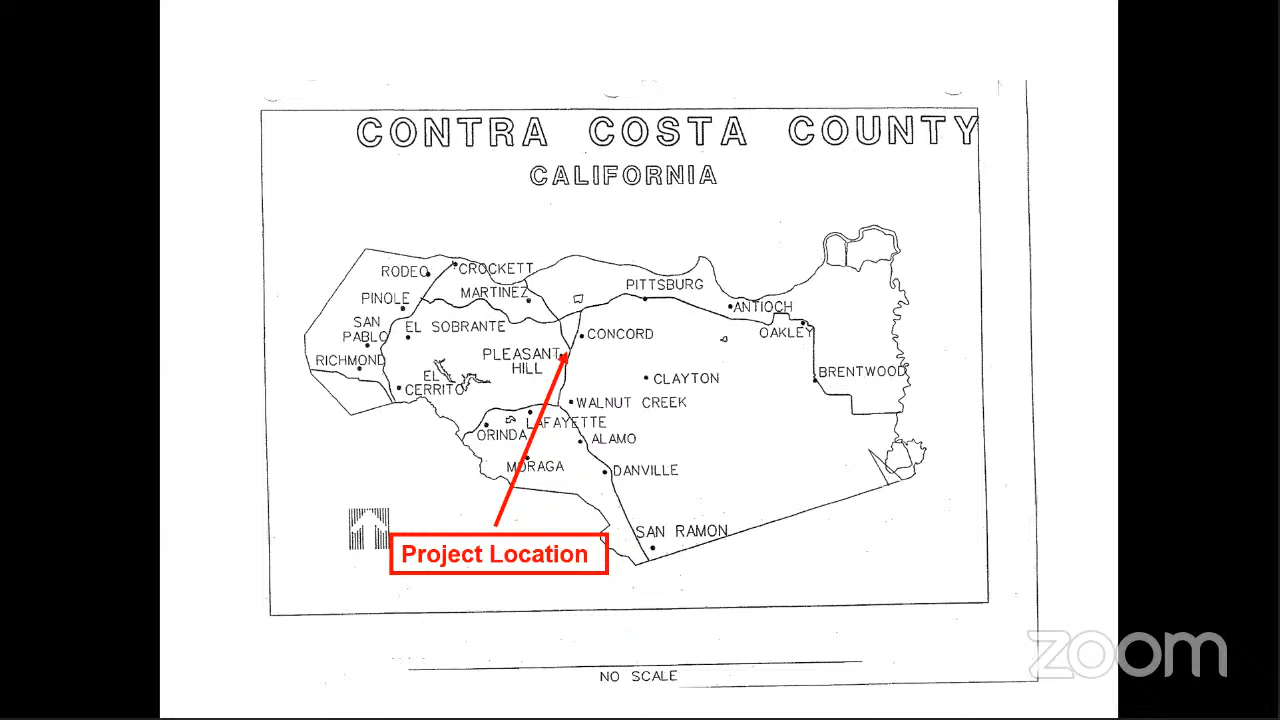 CONTRA COSTA COUNTY
CALIFORNIA
RODEO
CROCKETT
MARTINEZ
PITTSBURG
PINOLE
ANTIOCH
SAN
PABLO
EL SOBRANTE
CONCORD
OAKLEY
RICHMOND
PLEASANT
HILL
BRENTWOOD
EL
CERRITO
CLAYTON
WALNUT CREEK
LAFAYETTE
ORINDA
ALAMO
MORAGA
DANVILLE
SAN RAMON
Project Location
NO SCALE
zoom